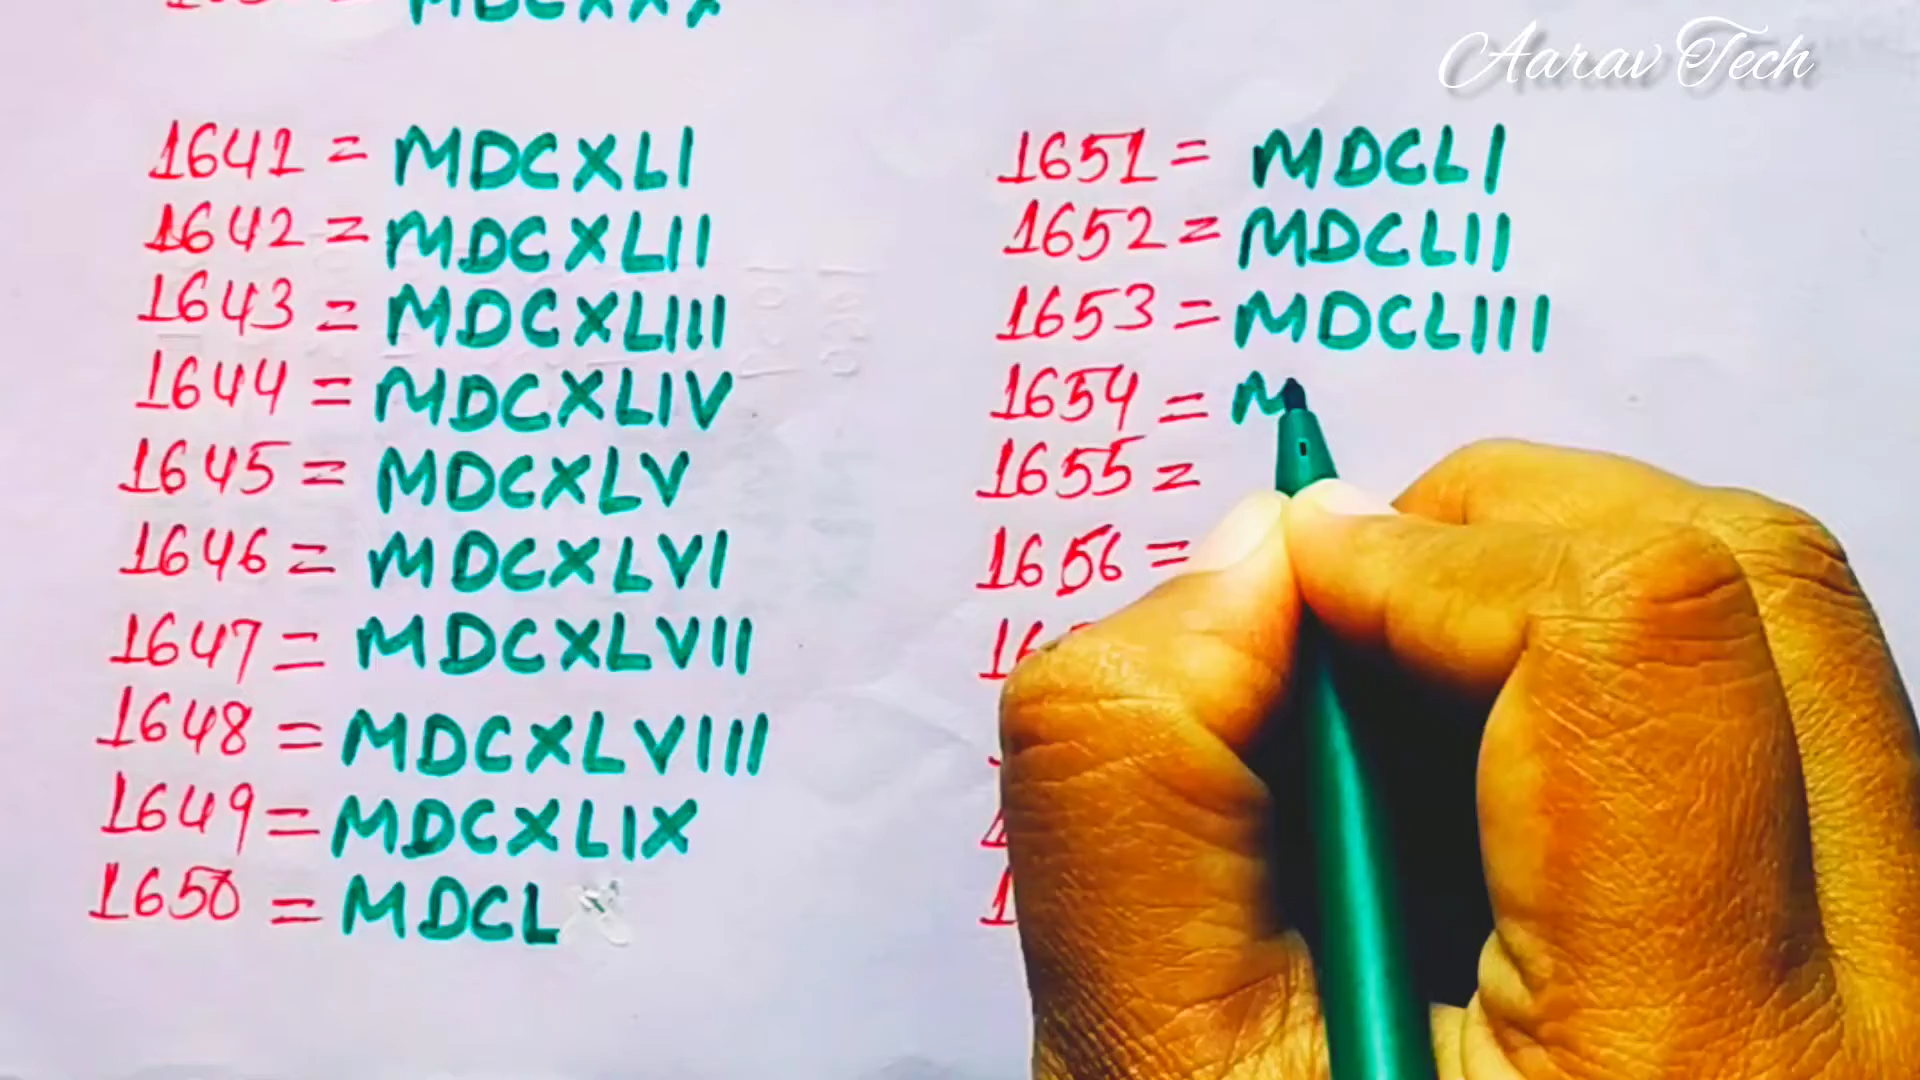 MDCXXX
Aarav Tech
1641 = MDCXLI
1642 = MDCXLII
1643 = MDCXLIII
1644 = MDCXLIV
1645 = MDCXLV
1646 = MDCXLVI
1647 = MDCXLVII
1648 = MDCXLVIII
1649 = MDCXLIX
1650 = MDCL
1651 = MDCLI
1652 = MDCLII
1653 = MDCLIII
1654 = M
1655 =
1656 =